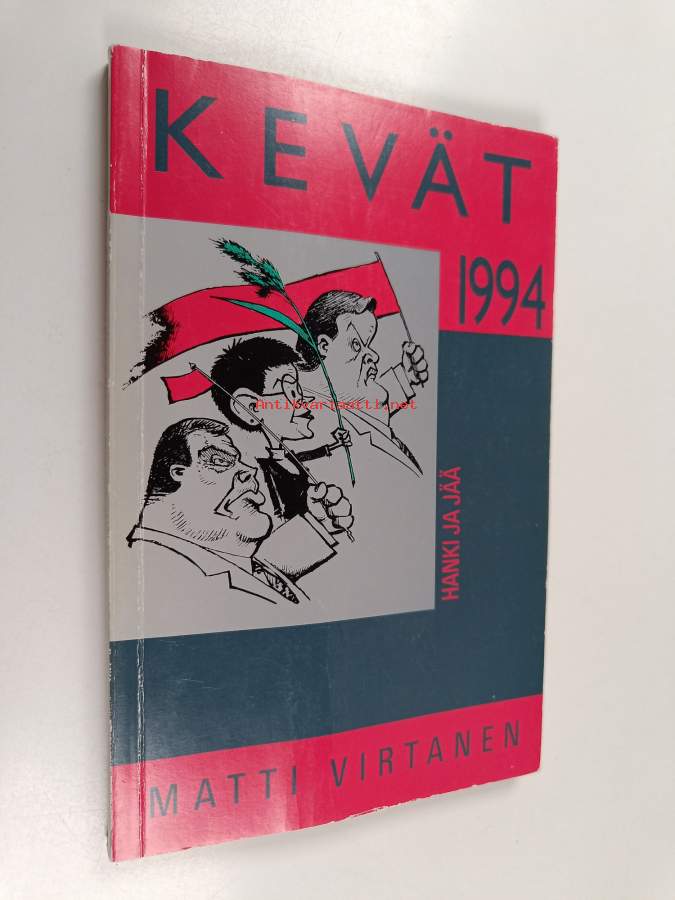 KEVÄT
1994
Antikvariaatti.net
HANKI JA JÄÄ
MATTI VIRTANEN